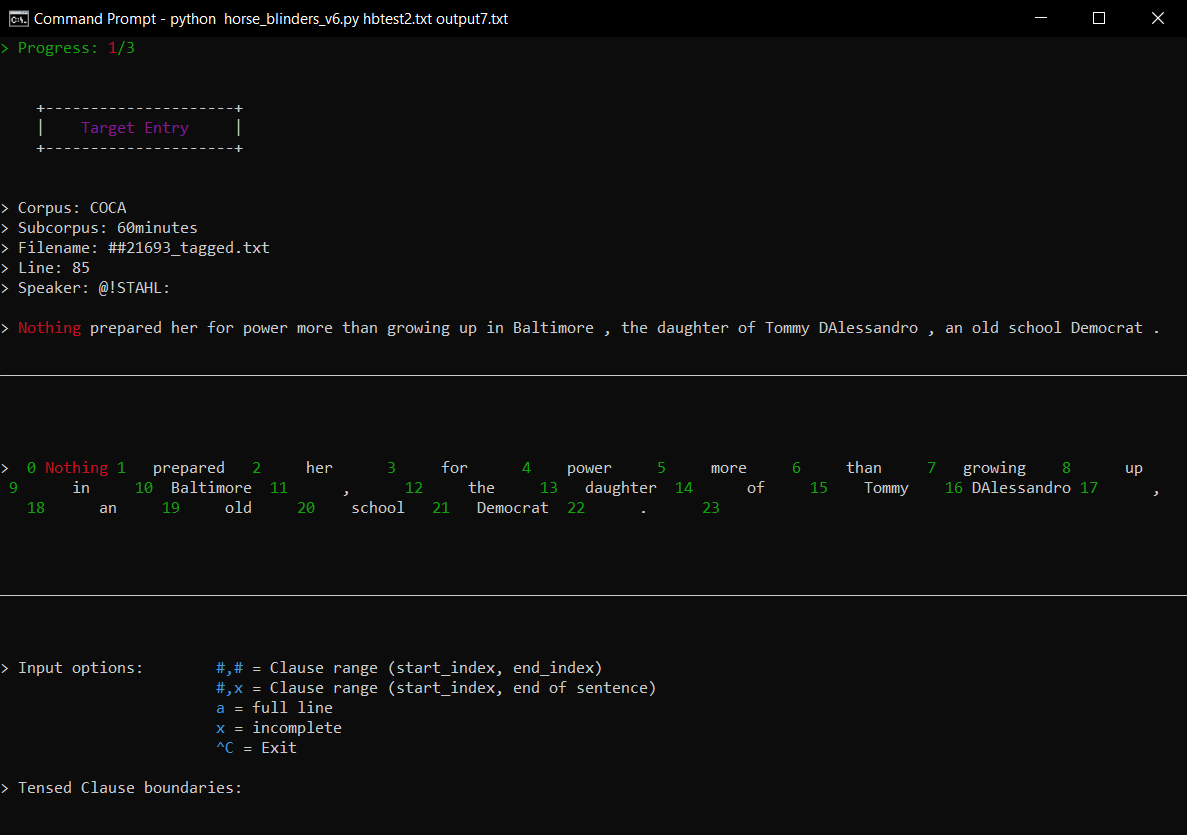 Command Prompt - python  horse_blinders_v6.py hbtest2.txt output7.txt
> Progress: 1/3
+---------------------+
|    Target Entry     |
+---------------------+
> Corpus: COCA
> Subcorpus: 60minutes
> Filename: ##21693_tagged.txt
> Line: 85
> Speaker: @!STAHL:
> Nothing prepared her for power more than growing up in Baltimore , the daughter of Tommy DAlessandro , an old school Democrat .
> 0 Nothing 1 prepared 2 her 3 for 4 power 5 more 6 than 7 growing 8 up
9 in 10 Baltimore 11 , 12 the 13 daughter 14 of 15 Tommy 16 DAlessandro 17 ,
18 an 19 old 20 school 21 Democrat 22 . 23
> Input options: #,# = Clause range (start_index, end_index)
#,x = Clause range (start_index, end of sentence)
a = full line
x = incomplete
^C = Exit
> Tensed Clause boundaries: